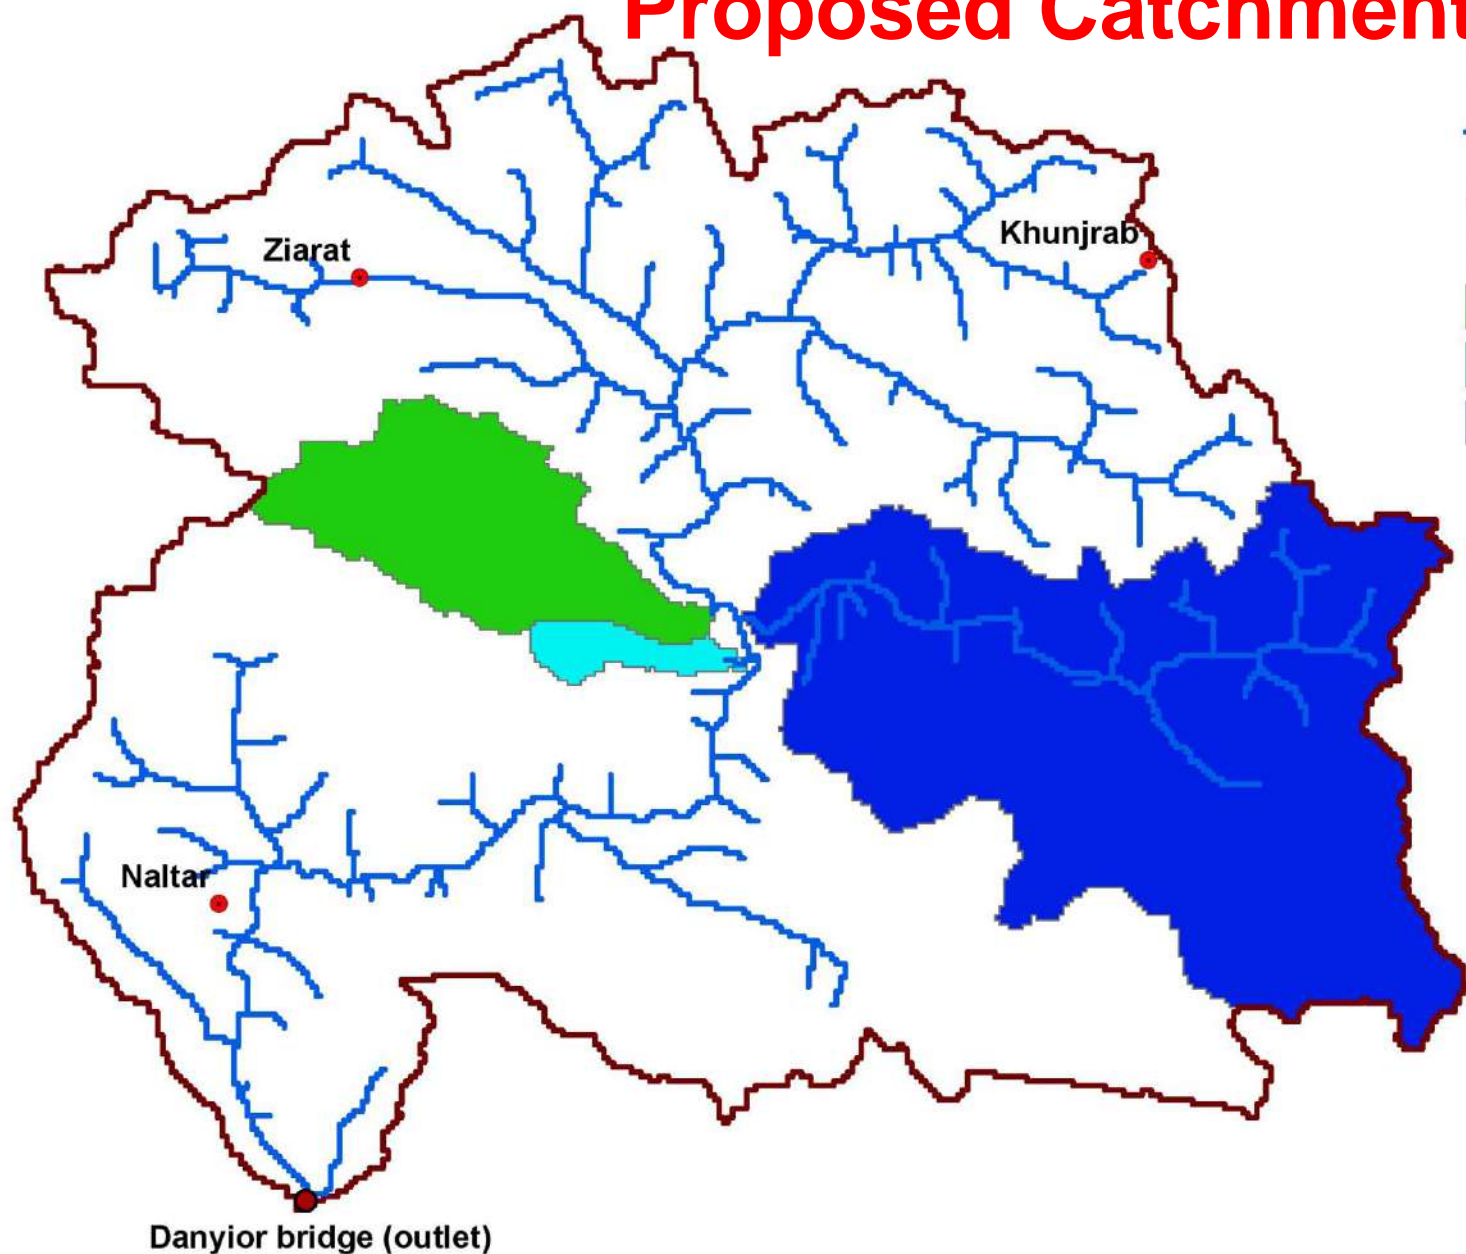 Proposed Catchment
Khunjrab
Ziarat
Naltar
Danyior bridge (outlet)